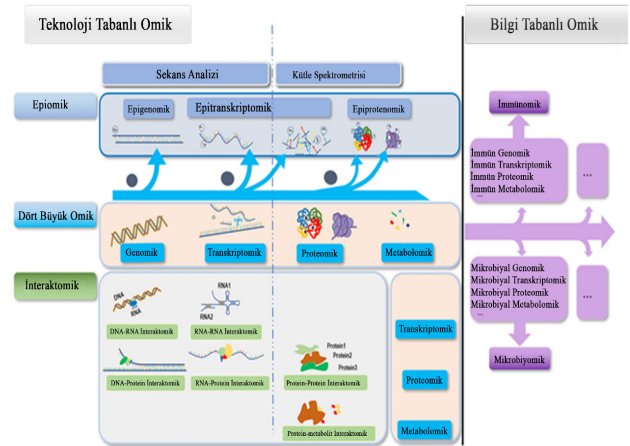 Teknoloji Tabanlı Omik
Bilgi Tabanlı Omik
Sekans Analizi
Kütle Spektrometrisi
Epiomik
Epigenomik
Epitranskriptomik
Epiprotenomik
Dört Büyük Omik
Genomik
Transkriptomik
Proteomik
Metabolomik
İnteraktomik
DNA
RNA
DNA-RNA İnteraktomik
RNA1
RNA2
RNA-RNA İnteraktomik
DNA-Protein İnteraktomik
RNA-Protein İnteraktomik
Protein1
Protein2
Protein3
Protein-Protein İnteraktomik
Protein-metabolit İnteraktomik
Transkriptomik
Proteomik
Metabolomik
İmmünomik
İmmün Genomik
İmmün Transkriptomik
İmmün Proteomik
İmmün Metabolomik
...
...
Mikrobiyal Genomik
Mikrobiyal Transkriptomik
Mikrobiyal Proteomik
Mikrobiyal Metabolomik
...
...
Mikrobiyomik